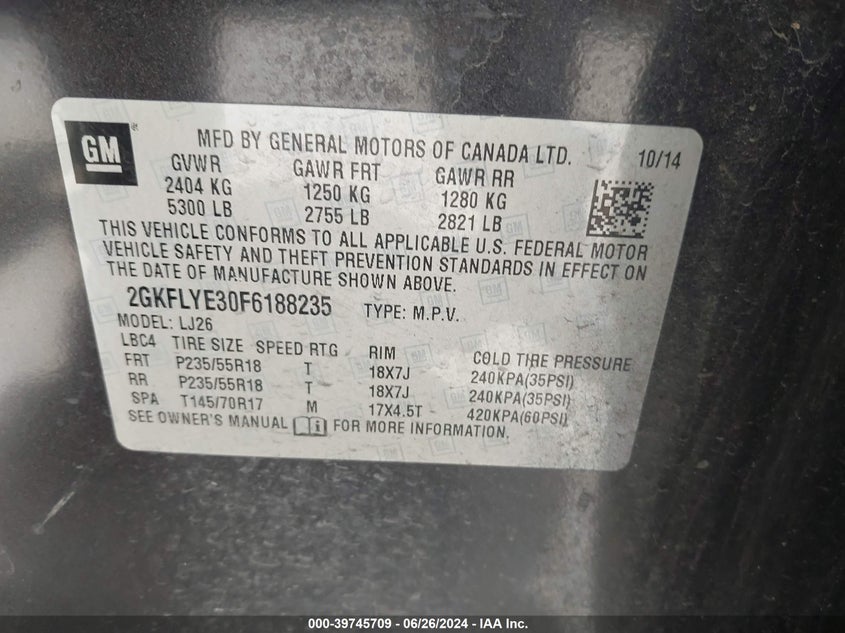 GM
MFD BY GENERAL MOTORS OF CANADA LTD. 10/14
GVWR GAWR FRT GAWR RR
2404 KG 1250 KG 1280 KG
5300 LB 2755 LB 2821 LB
THIS VEHICLE CONFORMS TO ALL APPLICABLE U.S. FEDERAL MOTOR
VEHICLE SAFETY AND THEFT PREVENTION STANDARDS IN EFFECT ON
THE DATE OF MANUFACTURE SHOWN ABOVE.
2GKFLYE30F6188235 TYPE: M.P.V.
MODEL: LJ26
LBC4 TIRE SIZE SPEED RTG RIM COLD TIRE PRESSURE
FRT P235/55R18 T 18X7J 240KPA(35PSI)
RR P235/55R18 T 18X7J 240KPA(35PSI)
SPA T145/70R17 M 17X4.5T 420KPA(60PSI)
SEE OWNER'S MANUAL FOR MORE INFORMATION.
000-39745709 - 06/26/2024 - IAA Inc.